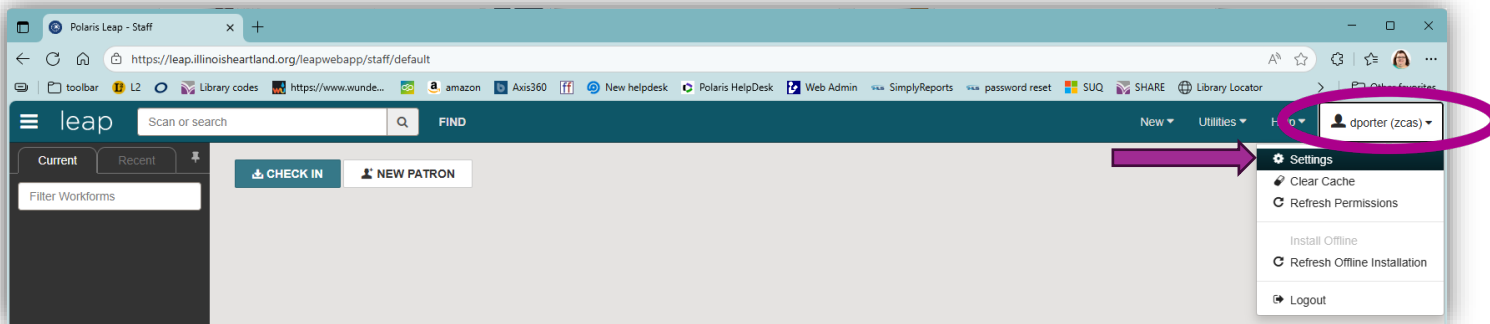 Polaris Leap - Staff
https://leap.illinoisheartland.org/leapwebapp/staff/default
toolbar L2 Library codes https://www.wunde... amazon Axis360 New helpdesk Polaris HelpDesk Web Admin SimplyReports password reset SUQ SHARE Library Locator Other favorites
leap Scan or search FIND New Utilities Help dporter (zcas)
Current Recent CHECK IN NEW PATRON
Filter Workforms
Settings
Clear Cache
Refresh Permissions
Install Offline
Refresh Offline Installation
Logout